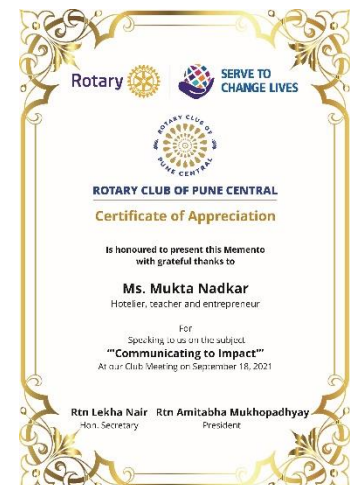 Rotary
SERVE TO
CHANGE LIVES
ROTARY CLUB OF
PUNE CENTRAL
ROTARY CLUB OF PUNE CENTRAL
Certificate of Appreciation
Is honoured to present this Memento
with grateful thanks to
Ms. Mukta Nadkar
Hotelier, teacher and entrepreneur
For
Speaking to us on the subject
""Communicating to Impact""
At our Club Meeting on September 18, 2021
Rtn Lekha Nair Rtn Amitabha Mukhopadhyay
Hon. Secretary President